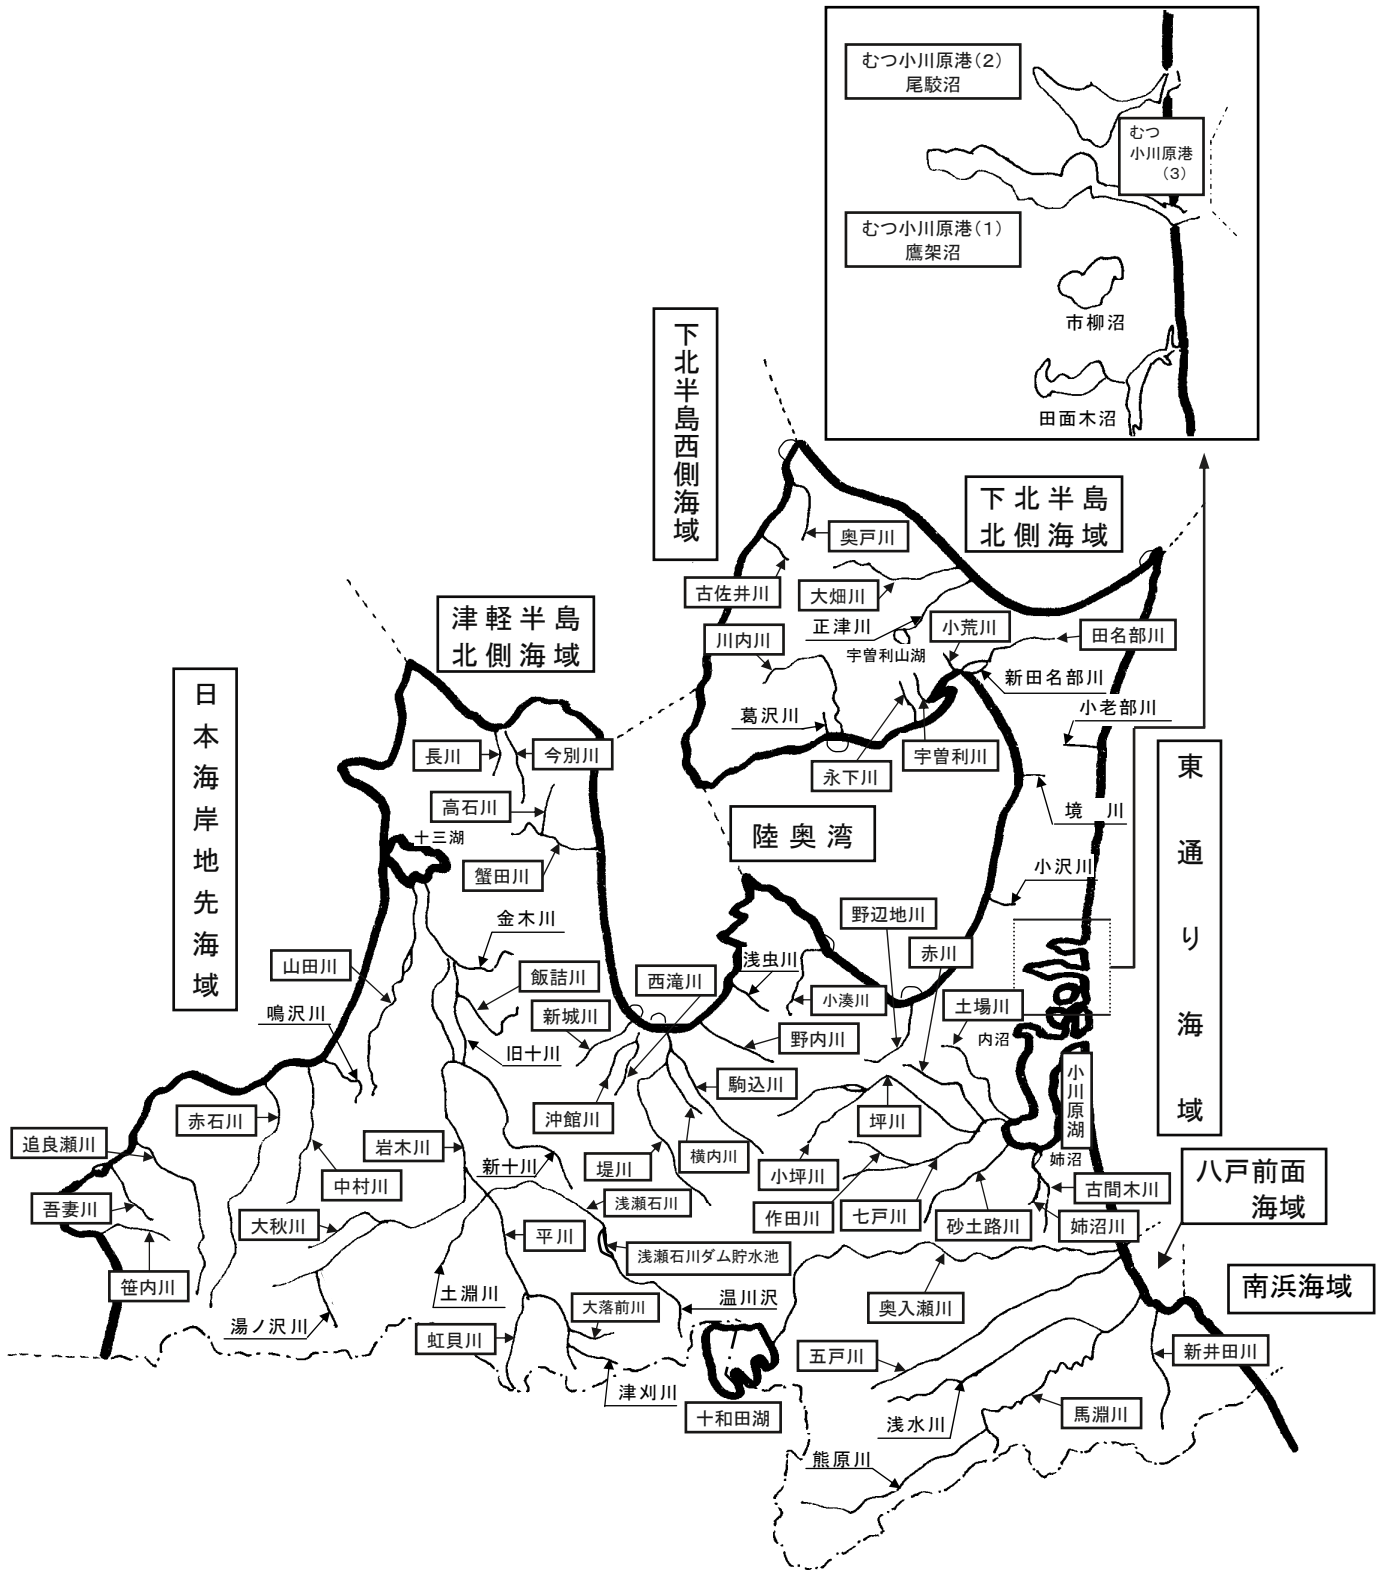 むつ小川原港(2)
尾駮沼
むつ
小川原港
(3)
むつ小川原港(1)
鷹架沼
市柳沼
田面木沼
下北半島西側海域
下北半島
北側海域
奥戸川
古佐井川
大畑川
正津川
小荒川
田名部川
川内川
宇曽利山湖
新田名部川
葛沢川
小老部川
永下川
宇曽利川
境 川
津軽半島
北側海域
日本海岸地先海域
東通り海域
陸奥湾
長川
今別川
高石川
十三湖
蟹田川
小沢川
野辺地川
赤川
金木川
山田川
飯詰川
西滝川
浅虫川
小湊川
土場川
鳴沢川
新城川
旧十川
野内川
内沼
小川原湖
駒込川
赤石川
沖館川
坪川
追良瀬川
岩木川
新十川
堤川
横内川
小坪川
姉沼
中村川
浅瀬石川
古間木川
八戸前面
海域
吾妻川
大秋川
作田川
七戸川
砂土路川
姉沼川
平川
浅瀬石川ダム貯水池
笹内川
土淵川
大落前川
温川沢
奥入瀬川
南浜海域
湯ノ沢川
虹貝川
五戸川
新井田川
津刈川
十和田湖
浅水川
馬淵川
熊原川